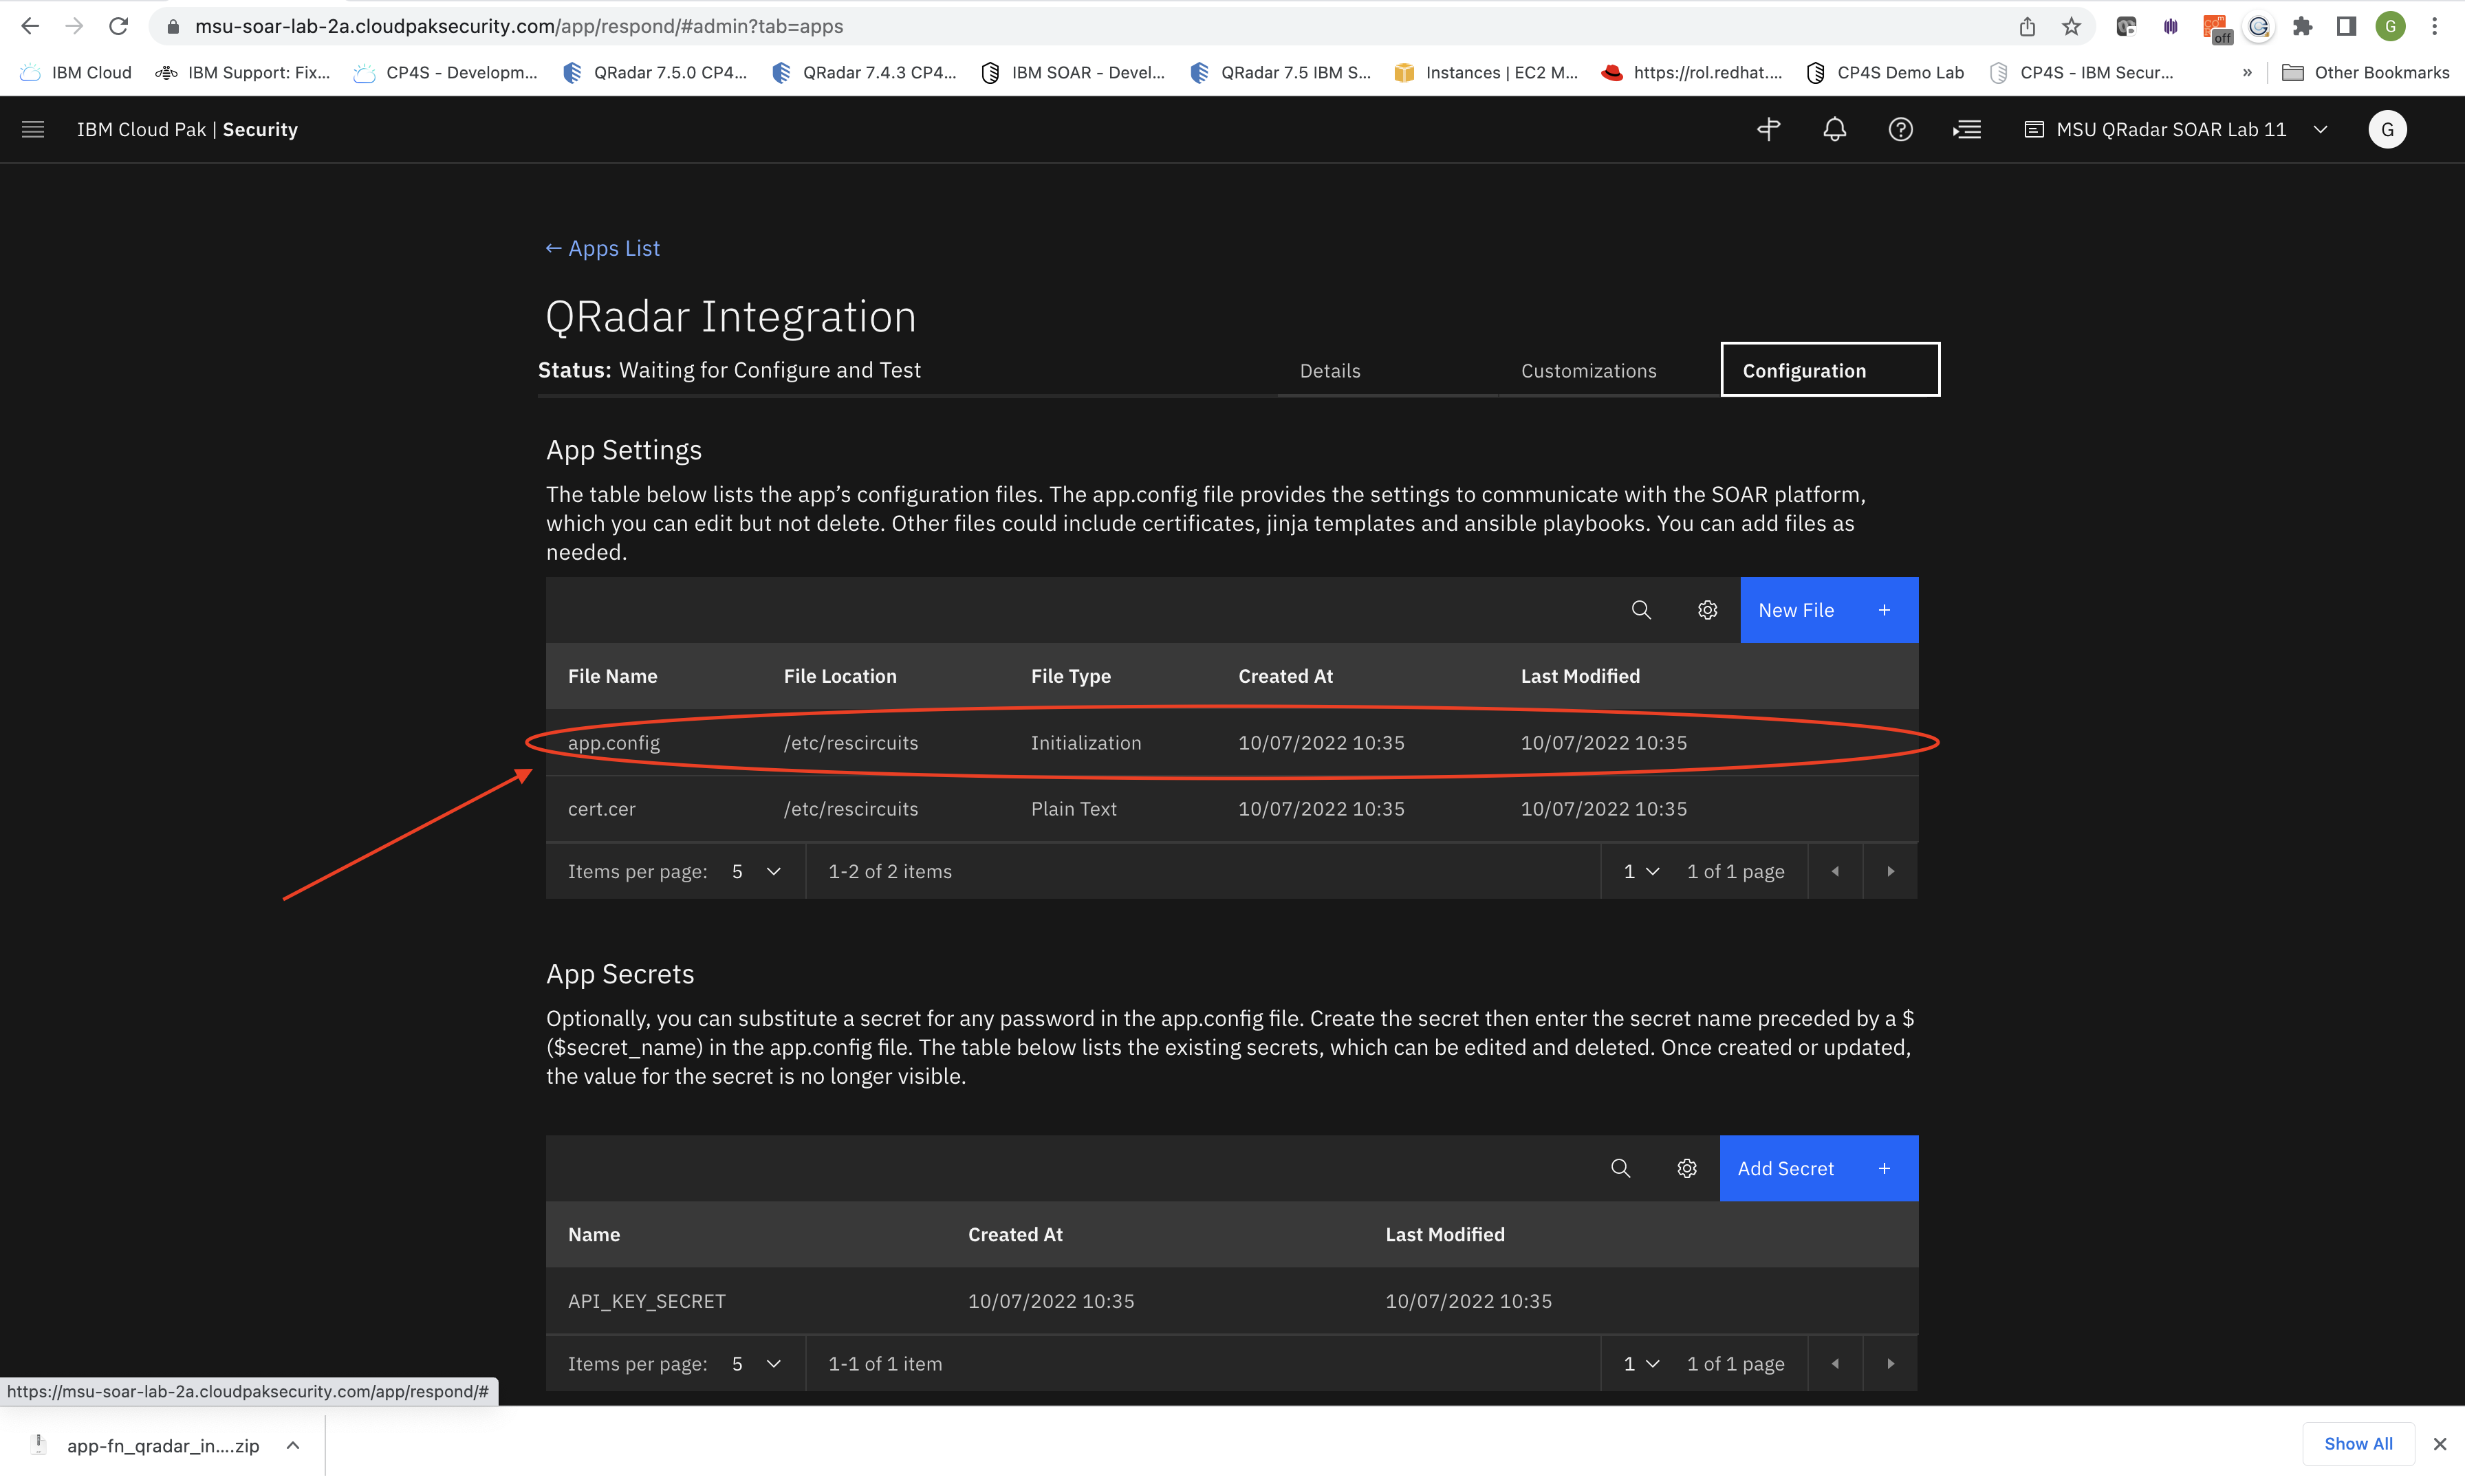 msu-soar-lab-2a.cloudpaksecurity.com/app/respond/#admin?tab=apps
off
G
IBM Cloud
IBM Support: Fix...
CP4S - Developm...
QRadar 7.5.0 CP4...
QRadar 7.4.3 CP4...
IBM SOAR - Devel...
QRadar 7.5 IBM S...
Instances | EC2 M...
https://rol.redhat....
CP4S Demo Lab
CP4S - IBM Secur...
»
Other Bookmarks
IBM Cloud Pak | Security
MSU QRadar SOAR Lab 11
G
← Apps List
QRadar Integration
Status: Waiting for Configure and Test
Details
Customizations
Configuration
App Settings
The table below lists the app’s configuration files. The app.config file provides the settings to communicate with the SOAR platform,
which you can edit but not delete. Other files could include certificates, jinja templates and ansible playbooks. You can add files as
needed.
New File +
File Name File Location File Type Created At Last Modified
app.config /etc/rescircuits Initialization 10/07/2022 10:35 10/07/2022 10:35
cert.cer /etc/rescircuits Plain Text 10/07/2022 10:35 10/07/2022 10:35
Items per page: 5 1-2 of 2 items 1 1 of 1 page
App Secrets
Optionally, you can substitute a secret for any password in the app.config file. Create the secret then enter the secret name preceded by a $
($secret_name) in the app.config file. The table below lists the existing secrets, which can be edited and deleted. Once created or updated,
the value for the secret is no longer visible.
Add Secret +
Name Created At Last Modified
API_KEY_SECRET 10/07/2022 10:35 10/07/2022 10:35
Items per page: 5 1-1 of 1 item 1 1 of 1 page
https://msu-soar-lab-2a.cloudpaksecurity.com/app/respond/#
app-fn_qradar_in....zip
Show All